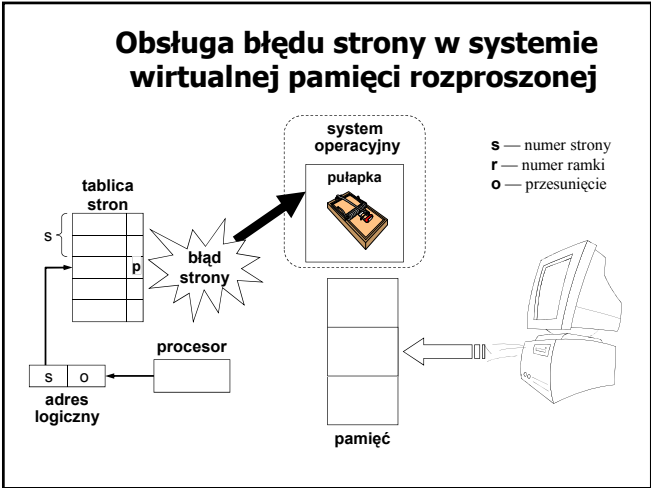 Obsługa błędu strony w systemie
wirtualnej pamięci rozproszonej
system
operacyjny
pułapka
s — numer strony
r — numer ramki
o — przesunięcie
tablica
stron
s
p
błąd
strony
procesor
s o
adres
logiczny
pamięć